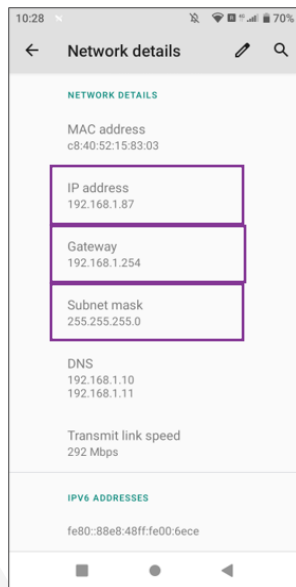 10:28
70%
Network details
NETWORK DETAILS
MAC address
c8:40:52:15:83:03
IP address
192.168.1.87
Gateway
192.168.1.254
Subnet mask
255.255.255.0
DNS
192.168.1.10
192.168.1.11
Transmit link speed
292 Mbps
IPV6 ADDRESSES
fe80::88e8:48ff:fe00:6ece